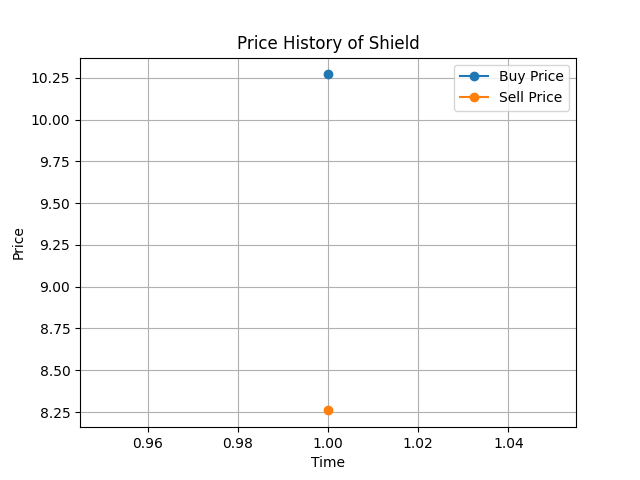 Price History of Shield
Buy Price
Sell Price
10.25
10.00
9.75
9.50
9.25
9.00
8.75
8.50
8.25
Price
0.96 0.98 1.00 1.02 1.04
Time